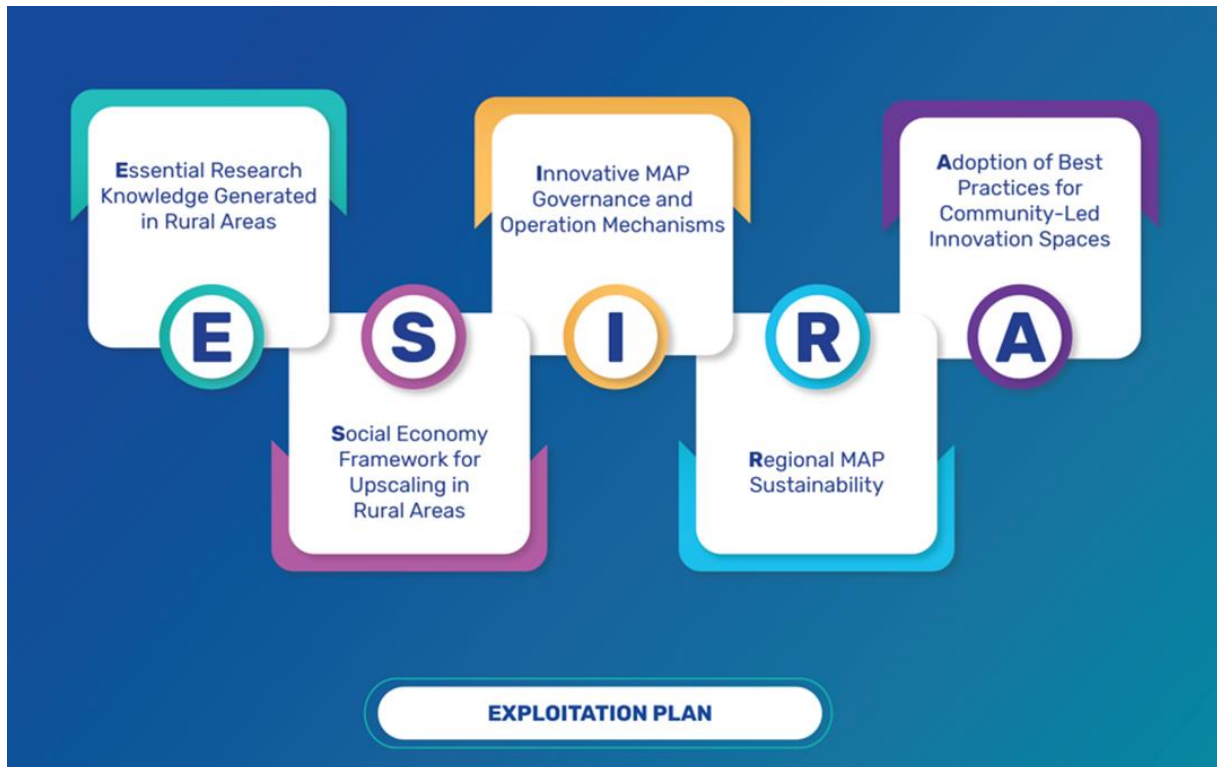 Essential Research
Knowledge Generated
in Rural Areas
E
Social Economy
Framework for
Upscaling in
Rural Areas
S
Innovative MAP
Governance and
Operation Mechanisms
I
Regional MAP
Sustainability
R
Adoption of Best
Practices for
Community-Led
Innovation Spaces
A
EXPLOITATION PLAN